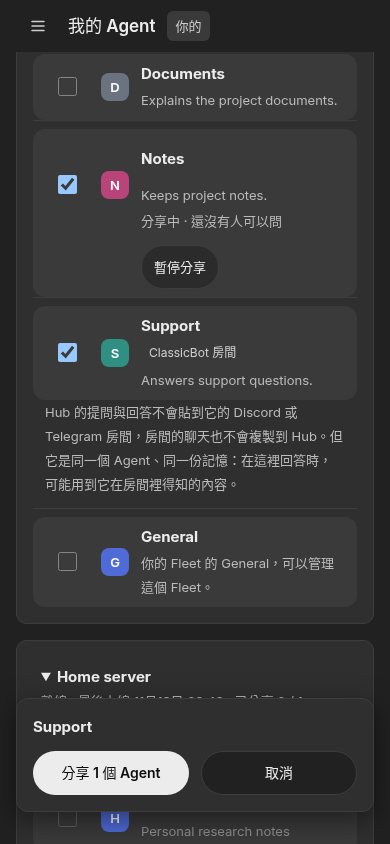 我的 Agent 你的
D
Documents
Explains the project documents.
N
Notes
Keeps project notes.
分享中 · 還沒有人可以問
暫停分享
S
Support
ClassicBot 房間
Answers support questions.
Hub 的提問與回答不會貼到它的 Discord 或
Telegram 房間，房間的聊天也不會複製到 Hub。但
它是同一個 Agent、同一份記憶：在這裡回答時，
可能用到它在房間裡得知的內容。
G
General
你的 Fleet 的 General，可以管理
這個 Fleet。
▼ Home server
Support
分享 1 個 Agent
取消
H
Personal research notes